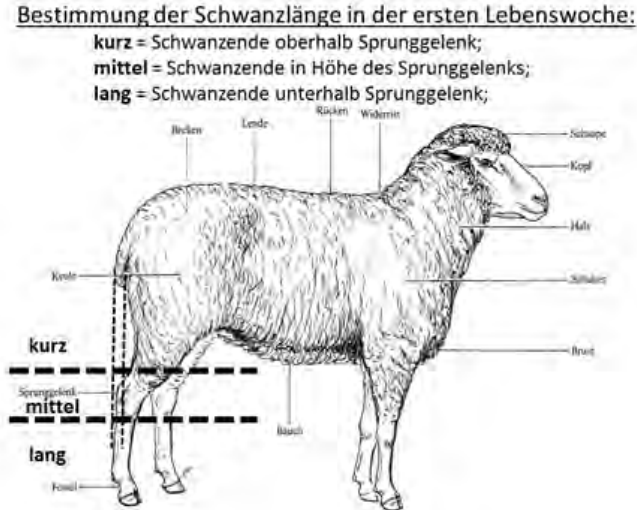 Bestimmung der Schwanzlänge in der ersten Lebenswoche:
kurz = Schwanzende oberhalb Sprunggelenk;
mittel = Schwanzende in Höhe des Sprunggelenks;
lang = Schwanzende unterhalb Sprunggelenk;
Becken Lende Rücken Widerrist
Kopf
Hals
Keule
Schulter
kurz
Brust
Sprunggelenk
mittel
Bauch
lang
Fessel